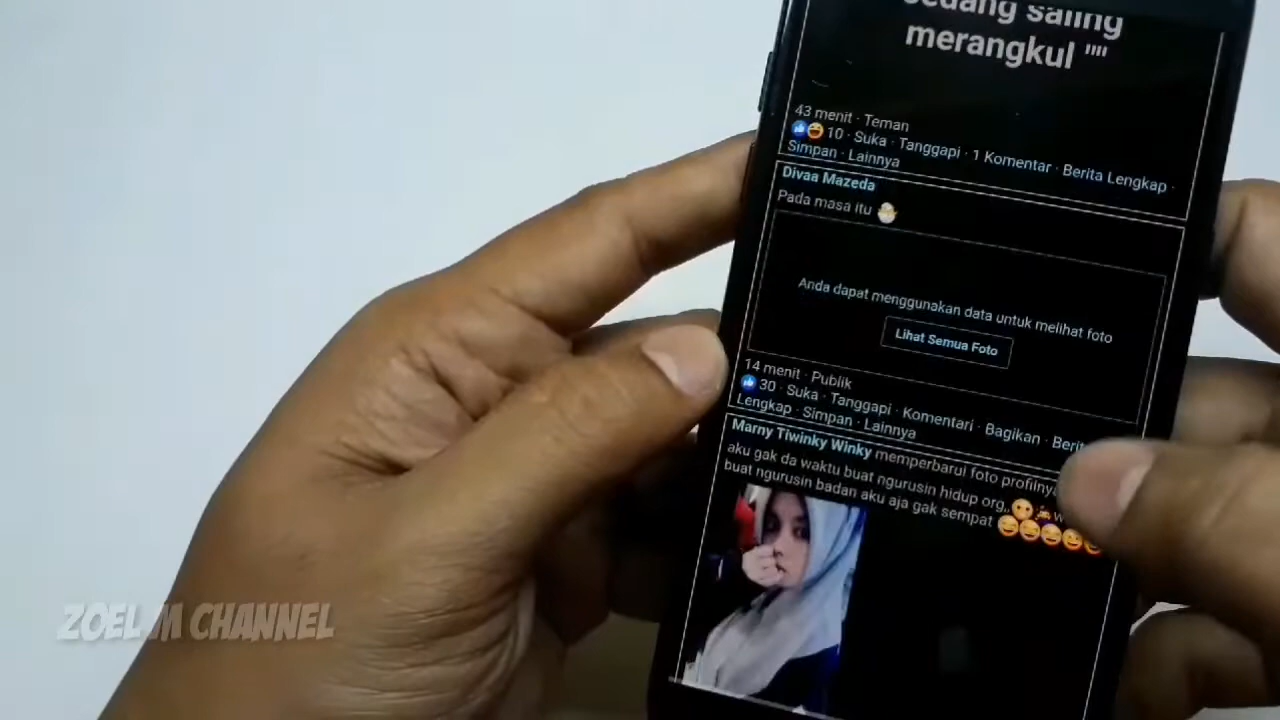 sedang saling
merangkul ""
43 menit · Teman
10 · Suka · Tanggapi · 1 Komentar · Berita Lengkap ·
Simpan · Lainnya
Divaa Mazeda
Pada masa itu
Anda dapat menggunakan data untuk melihat foto
Lihat Semua Foto
14 menit · Publik
30 · Suka · Tanggapi · Komentari · Bagikan · Berita
Lengkap · Simpan · Lainnya
Marny Tiwinky Winky memperbarui foto profilnya
aku gak da waktu buat ngurusin hidup org,,
buat ngurusin badan aku aja gak sempat
ZOEL M CHANNEL